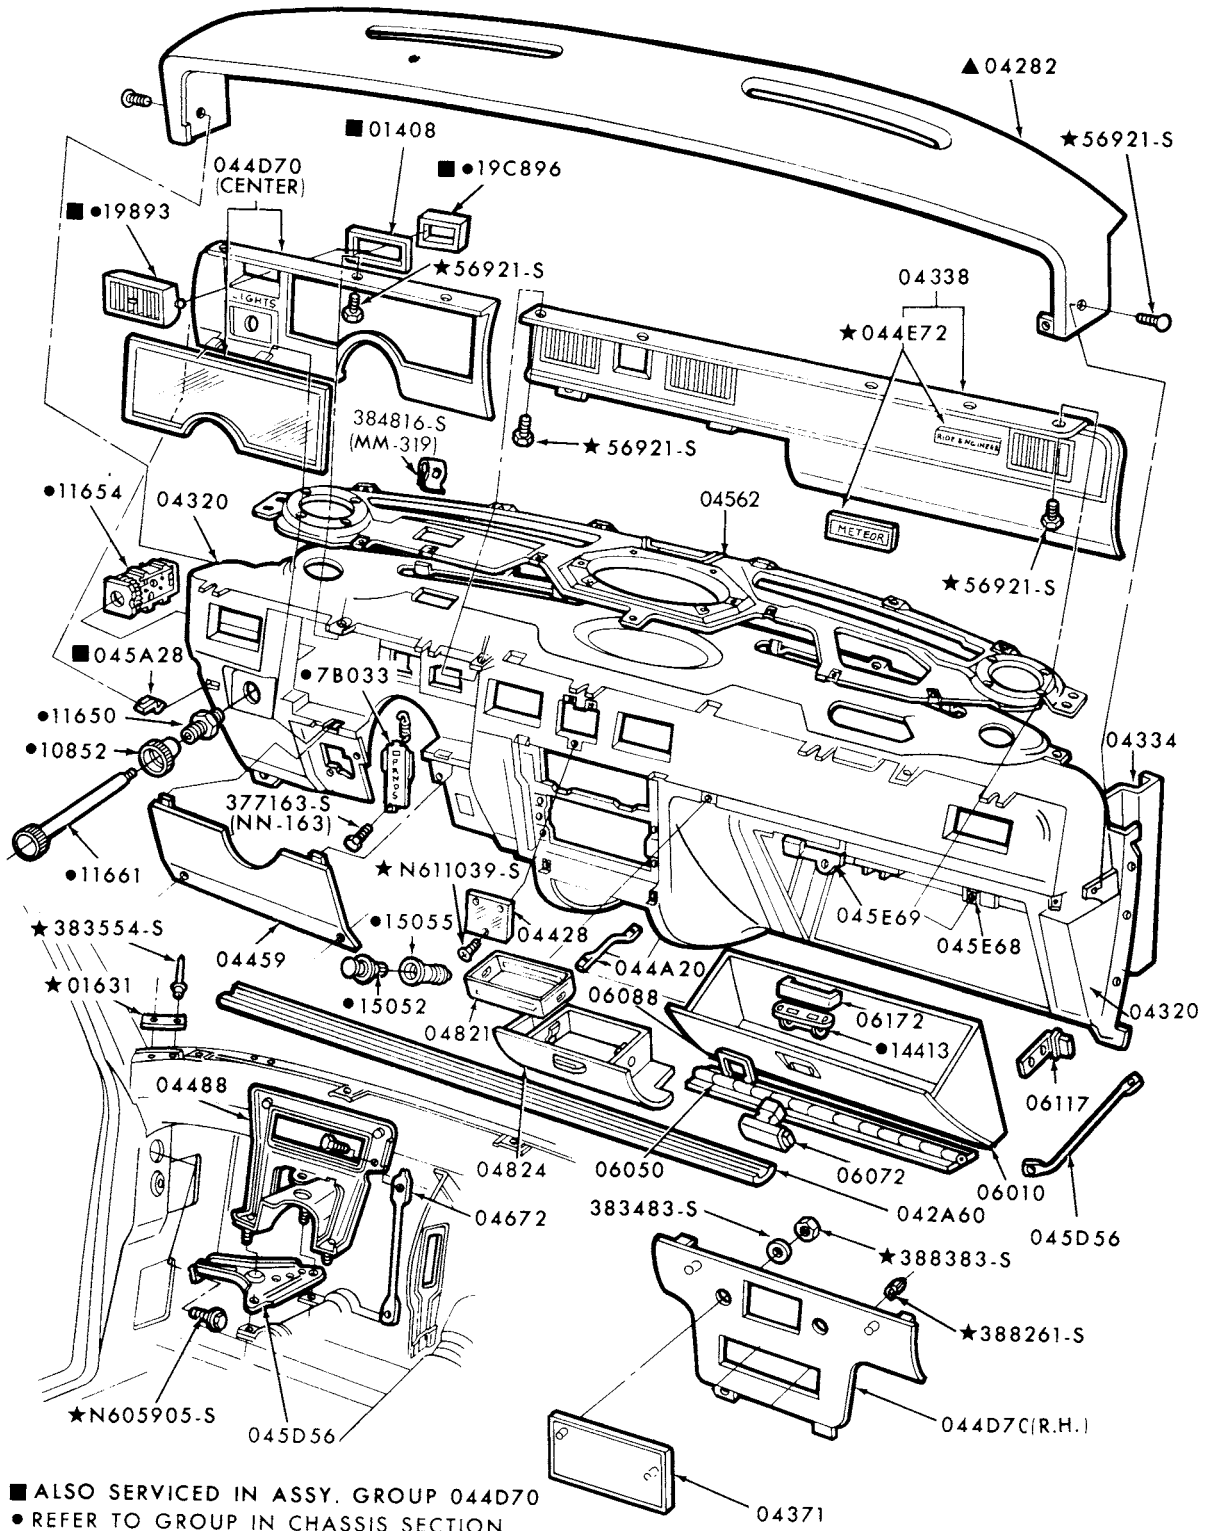 ▲ 04282
★ 56921-S
■ 01408
044D70
(CENTER)
■ ● 19C896
■ ● 19893
★ 56921-S
04338
LIGHTS
★ 044E72
384816-S
(MM-319)
★ 56921-S
RIDE ENGINEER
● 11654
04320
04562
METEOR
★ 56921-S
■ 045A28
● 7B033
● 11650
● 10852
04334
377163-S
(NN-163)
● 11661
★ N611039-S
045E69
045E68
★ 383554-S
04459
● 15055
04428
044A20
★ 01631
● 15052
06088
06172
04320
04821
● 14413
04488
06117
04824
06050
06072
06010
04672
383483-S
042A60
045D56
★ 388383-S
★ 388261-S
★ N605905-S
045D56
044D7C (R.H.)
■ ALSO SERVICED IN ASSY. GROUP 044D70
04371
● REFER TO GROUP IN CHASSIS SECTION